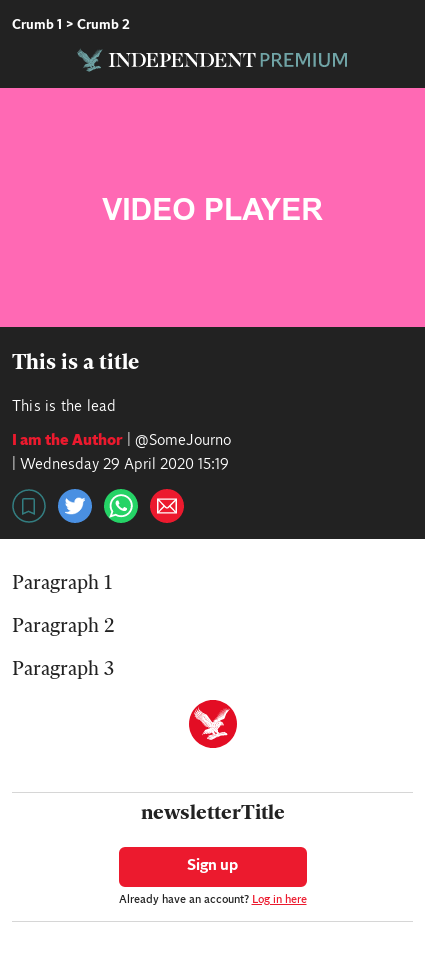 Crumb 1 > Crumb 2
INDEPENDENT PREMIUM
VIDEO PLAYER
This is a title
This is the lead
I am the Author | @SomeJourno
| Wednesday 29 April 2020 15:19
Paragraph 1
Paragraph 2
Paragraph 3
newsletterTitle
Sign up
Already have an account? Log in here